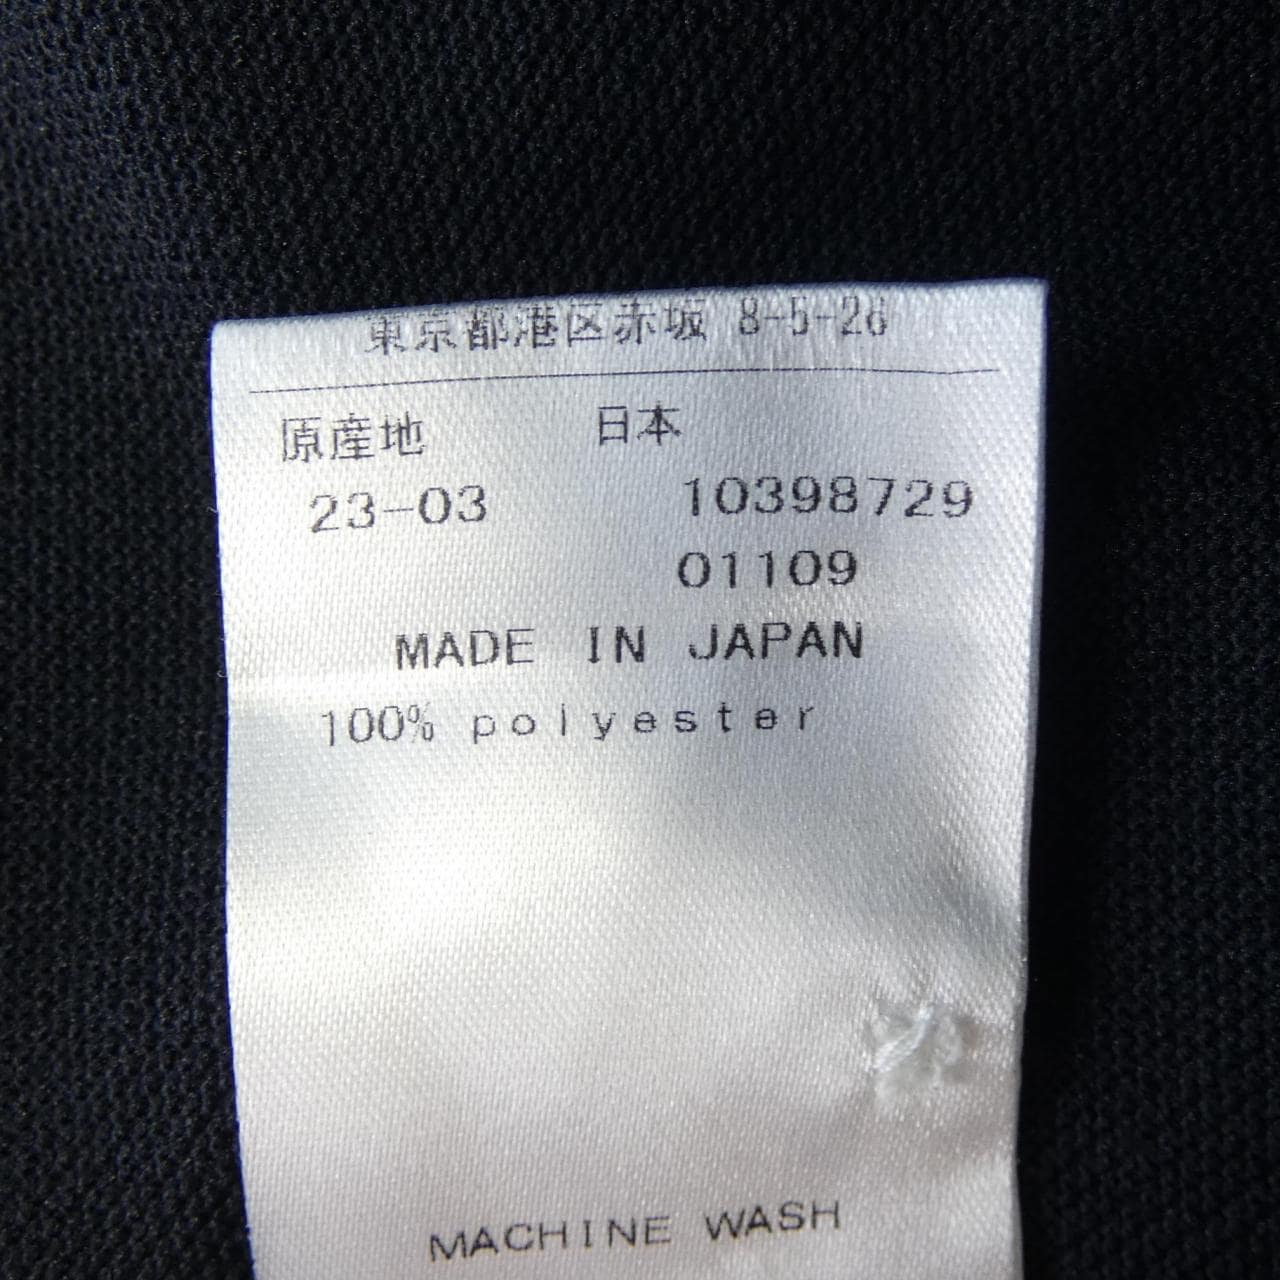 東京都港区赤坂 8-5-26
原産地 日本
23-03 10398729
01109
MADE IN JAPAN
100% polyester
MACHINE WASH